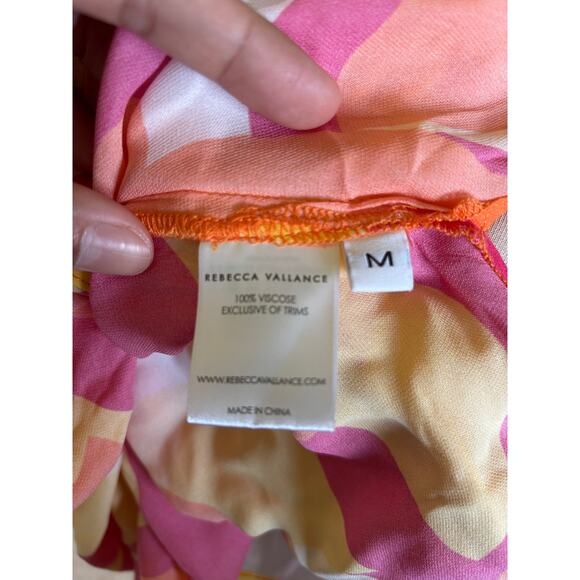 REBECCA VALLANCE
100% VISCOSE
EXCLUSIVE OF TRIMS
WWW.REBECCAVALLANCE.COM
MADE IN CHINA
M